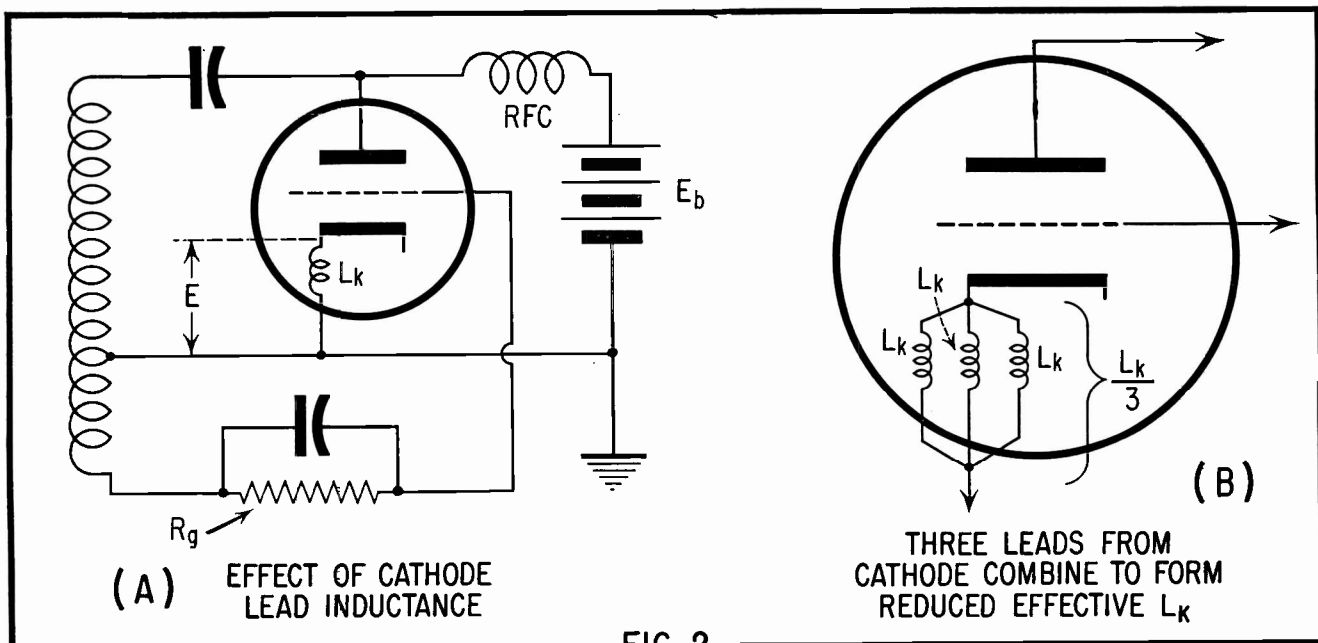 RFC
E_b
L_k
E
R_g
(A)
EFFECT OF CATHODE
LEAD INDUCTANCE
L_k
L_k
L_k
L_k
3
(B)
THREE LEADS FROM
CATHODE COMBINE TO FORM
REDUCED EFFECTIVE L_K